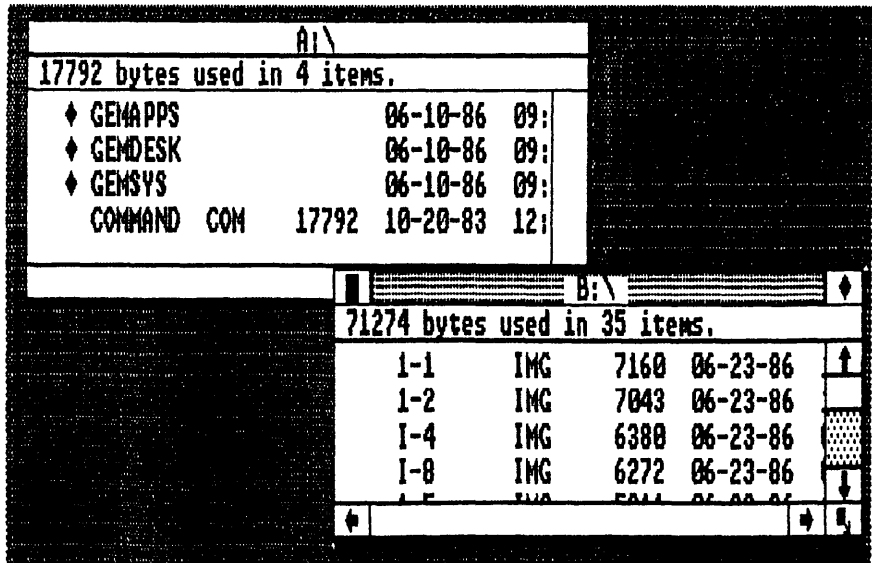 A:\
17792 bytes used in 4 items.
GEMAPPS 06-10-86 09:
GEMDESK 06-10-86 09:
GEMSYS 06-10-86 09:
COMMAND COM 17792 10-20-83 12:
B:\
71274 bytes used in 35 items.
1-1 IMG 7160 06-23-86
1-2 IMG 7043 06-23-86
I-4 IMG 6380 06-23-86
I-8 IMG 6272 06-23-86